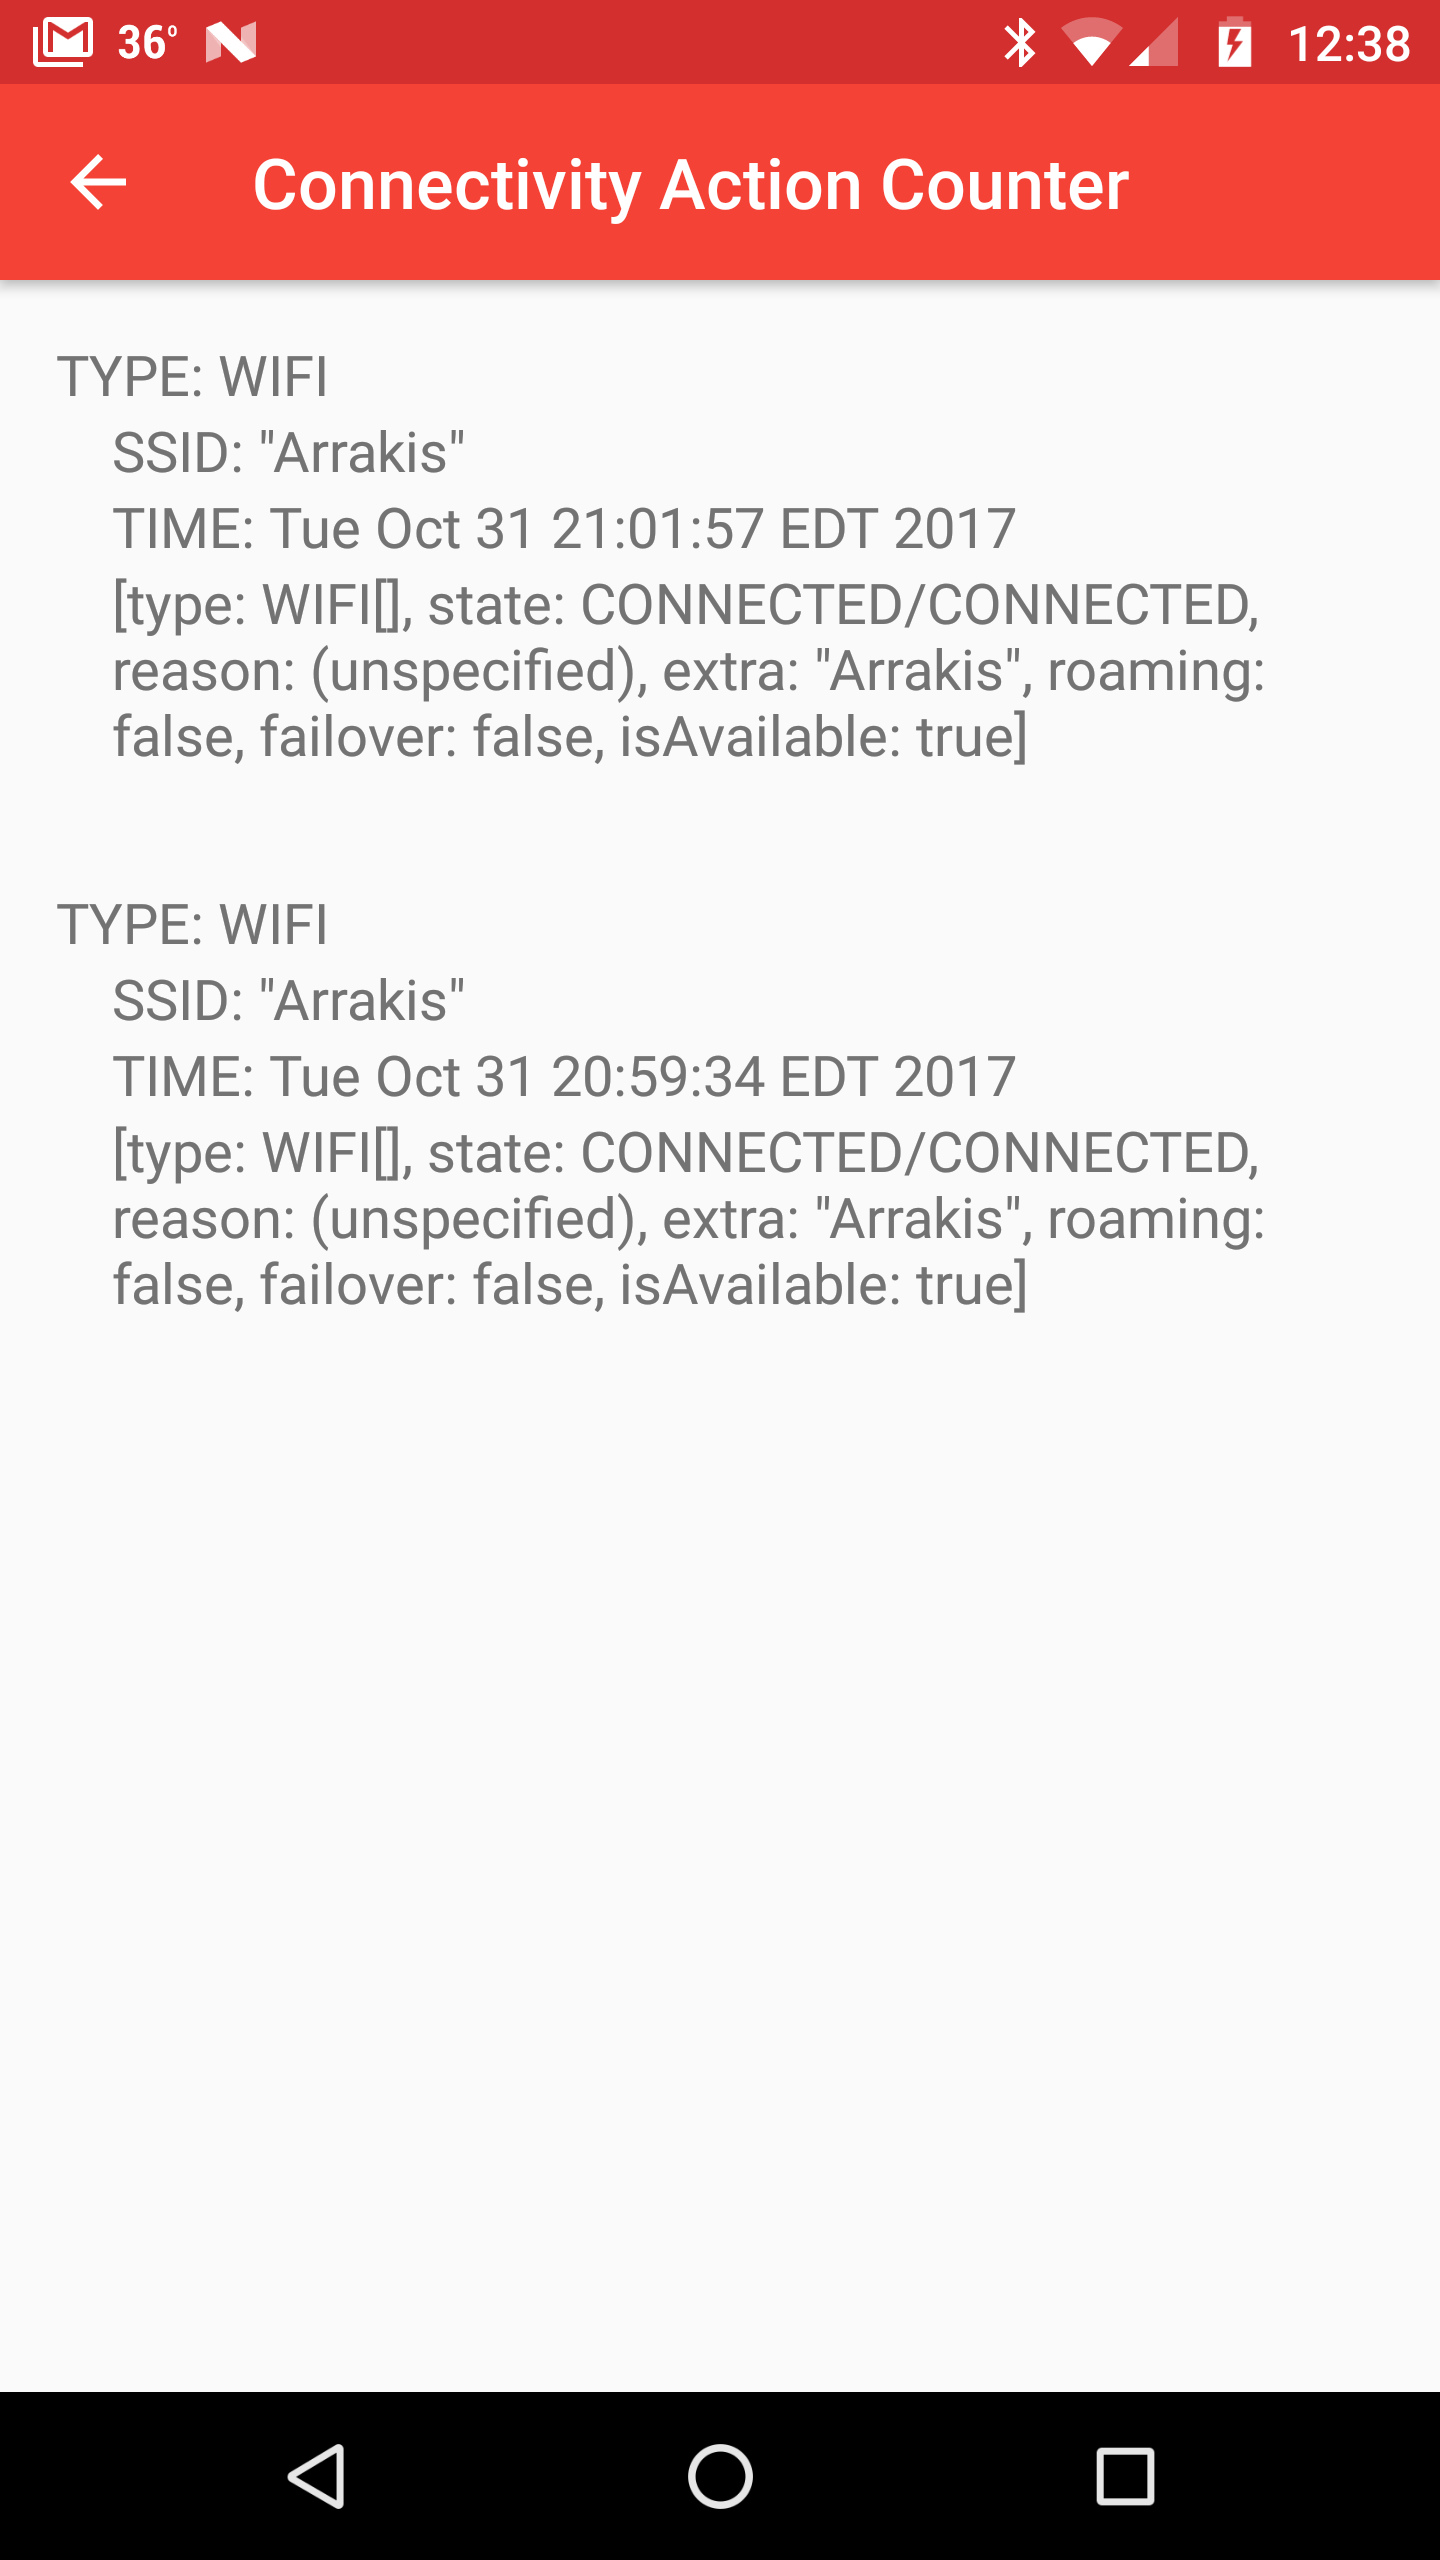 36° 12:38
Connectivity Action Counter
TYPE: WIFI
SSID: "Arrakis"
TIME: Tue Oct 31 21:01:57 EDT 2017
[type: WIFI[], state: CONNECTED/CONNECTED,
reason: (unspecified), extra: "Arrakis", roaming:
false, failover: false, isAvailable: true]
TYPE: WIFI
SSID: "Arrakis"
TIME: Tue Oct 31 20:59:34 EDT 2017
[type: WIFI[], state: CONNECTED/CONNECTED,
reason: (unspecified), extra: "Arrakis", roaming:
false, failover: false, isAvailable: true]